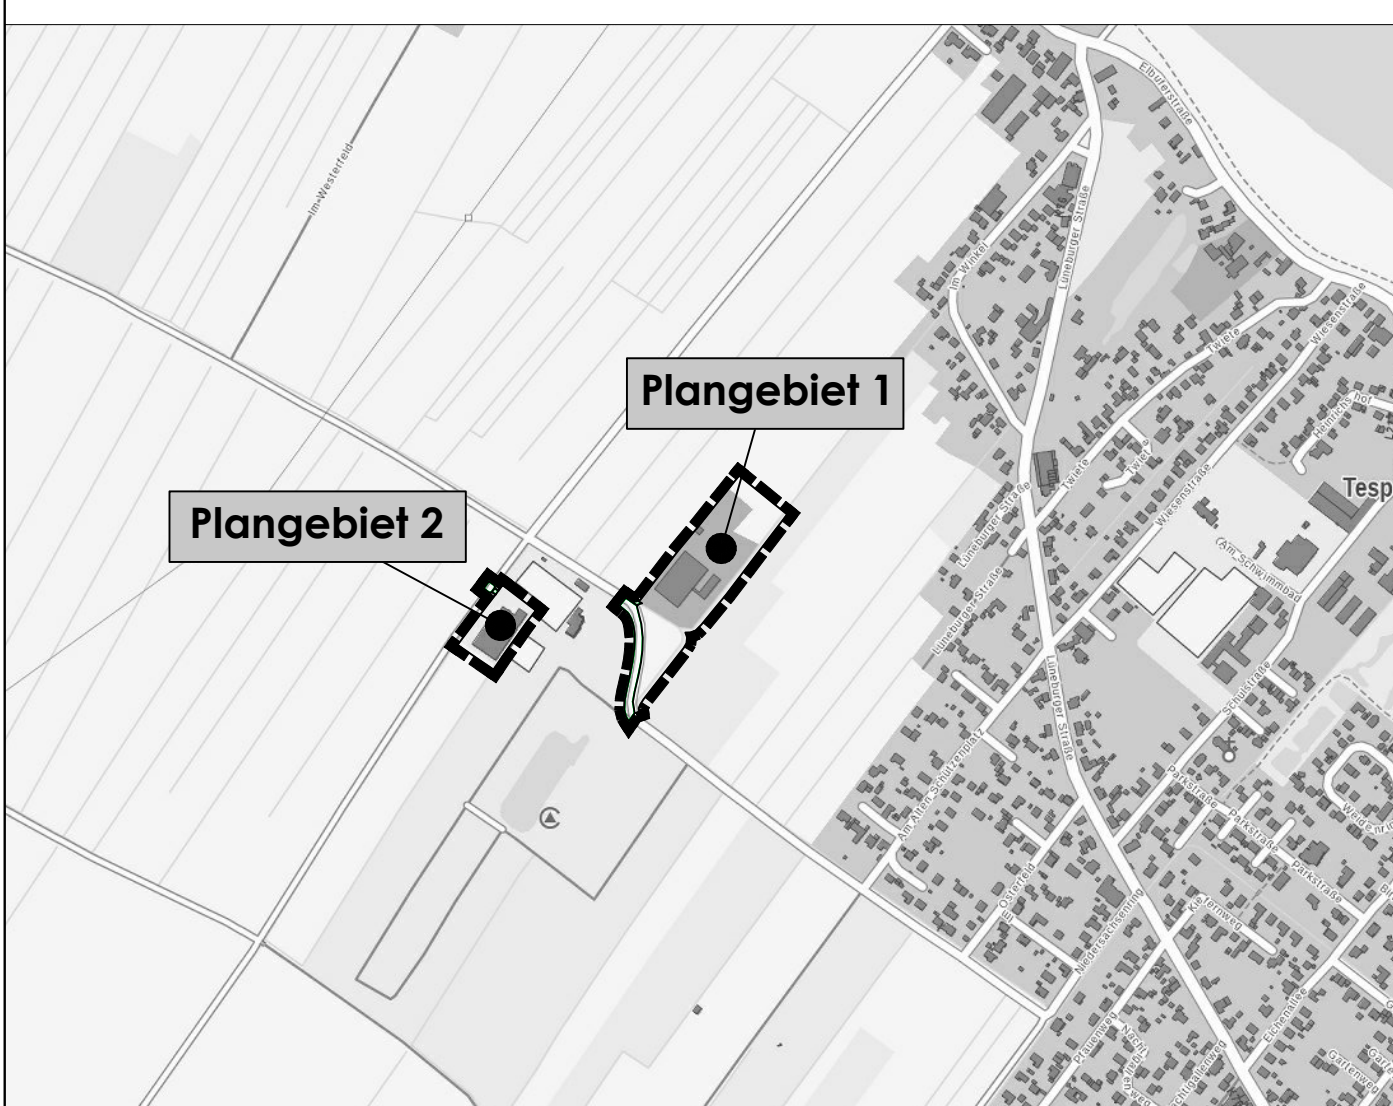 Elbuferstraße
Im-Westerfeld
Lüneburger Straße
Im Winkel
Wiesenstraße
Twiete
Plangebiet 1
Heinrichs hof
Twiete
Twiete
Wiesenstraße
Tesp
Lüneburger Straße
Plangebiet 2
(Am Schwimmbad
Lüneburger Straße
Lüneburger Straße
Schulstraße
Am Alten Schützenplatz
Parkstraße
Parkstraße
Parkstraße
Osterfeld
Niedersachsenring
Kiefernweg
Eichenallee
Pfauenweg
Gartenweg